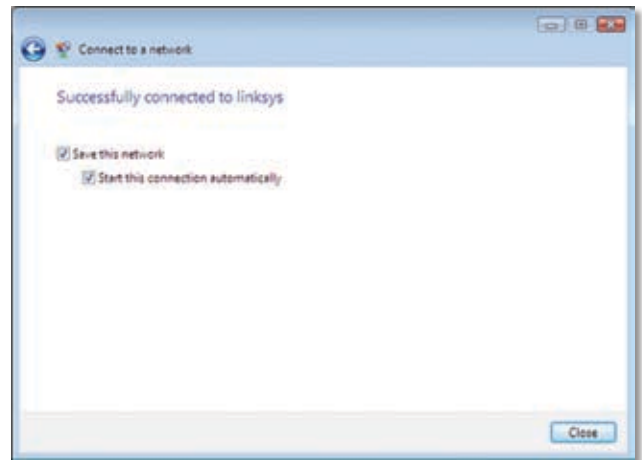 Connect to a network
Successfully connected to linksys
Save this network
Start this connection automatically
Close